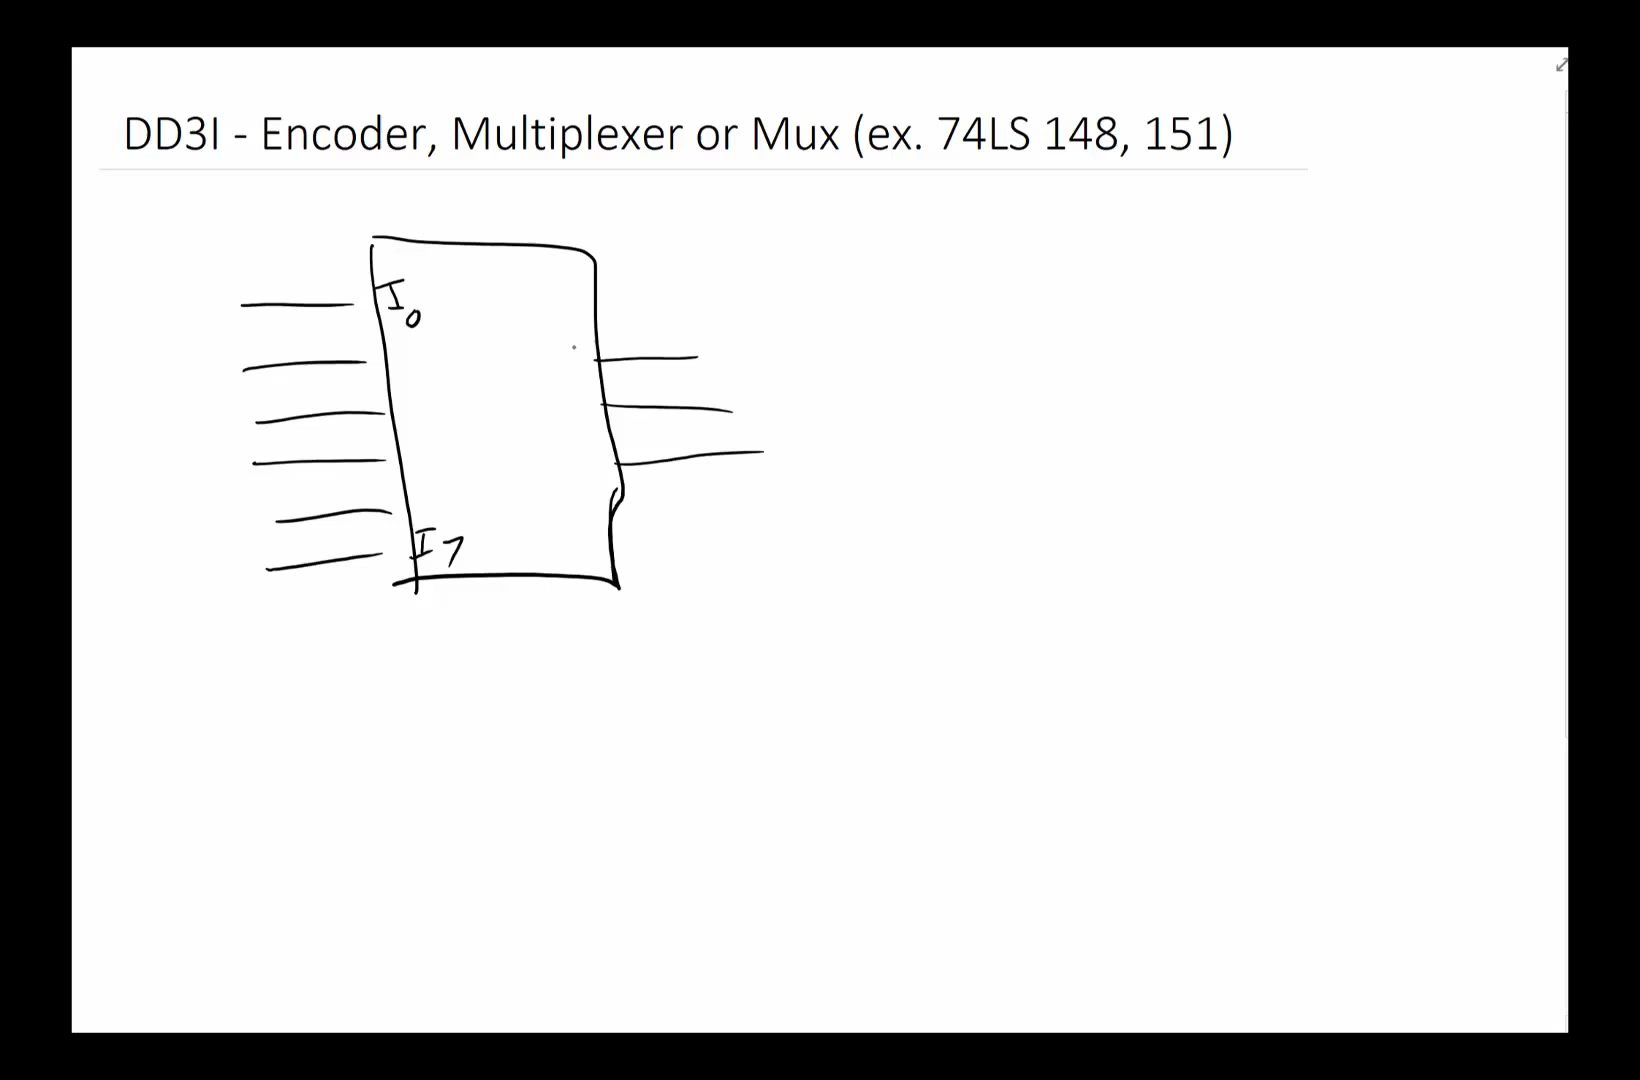 DD3I - Encoder, Multiplexer or Mux (ex. 74LS 148, 151)
I0
I7